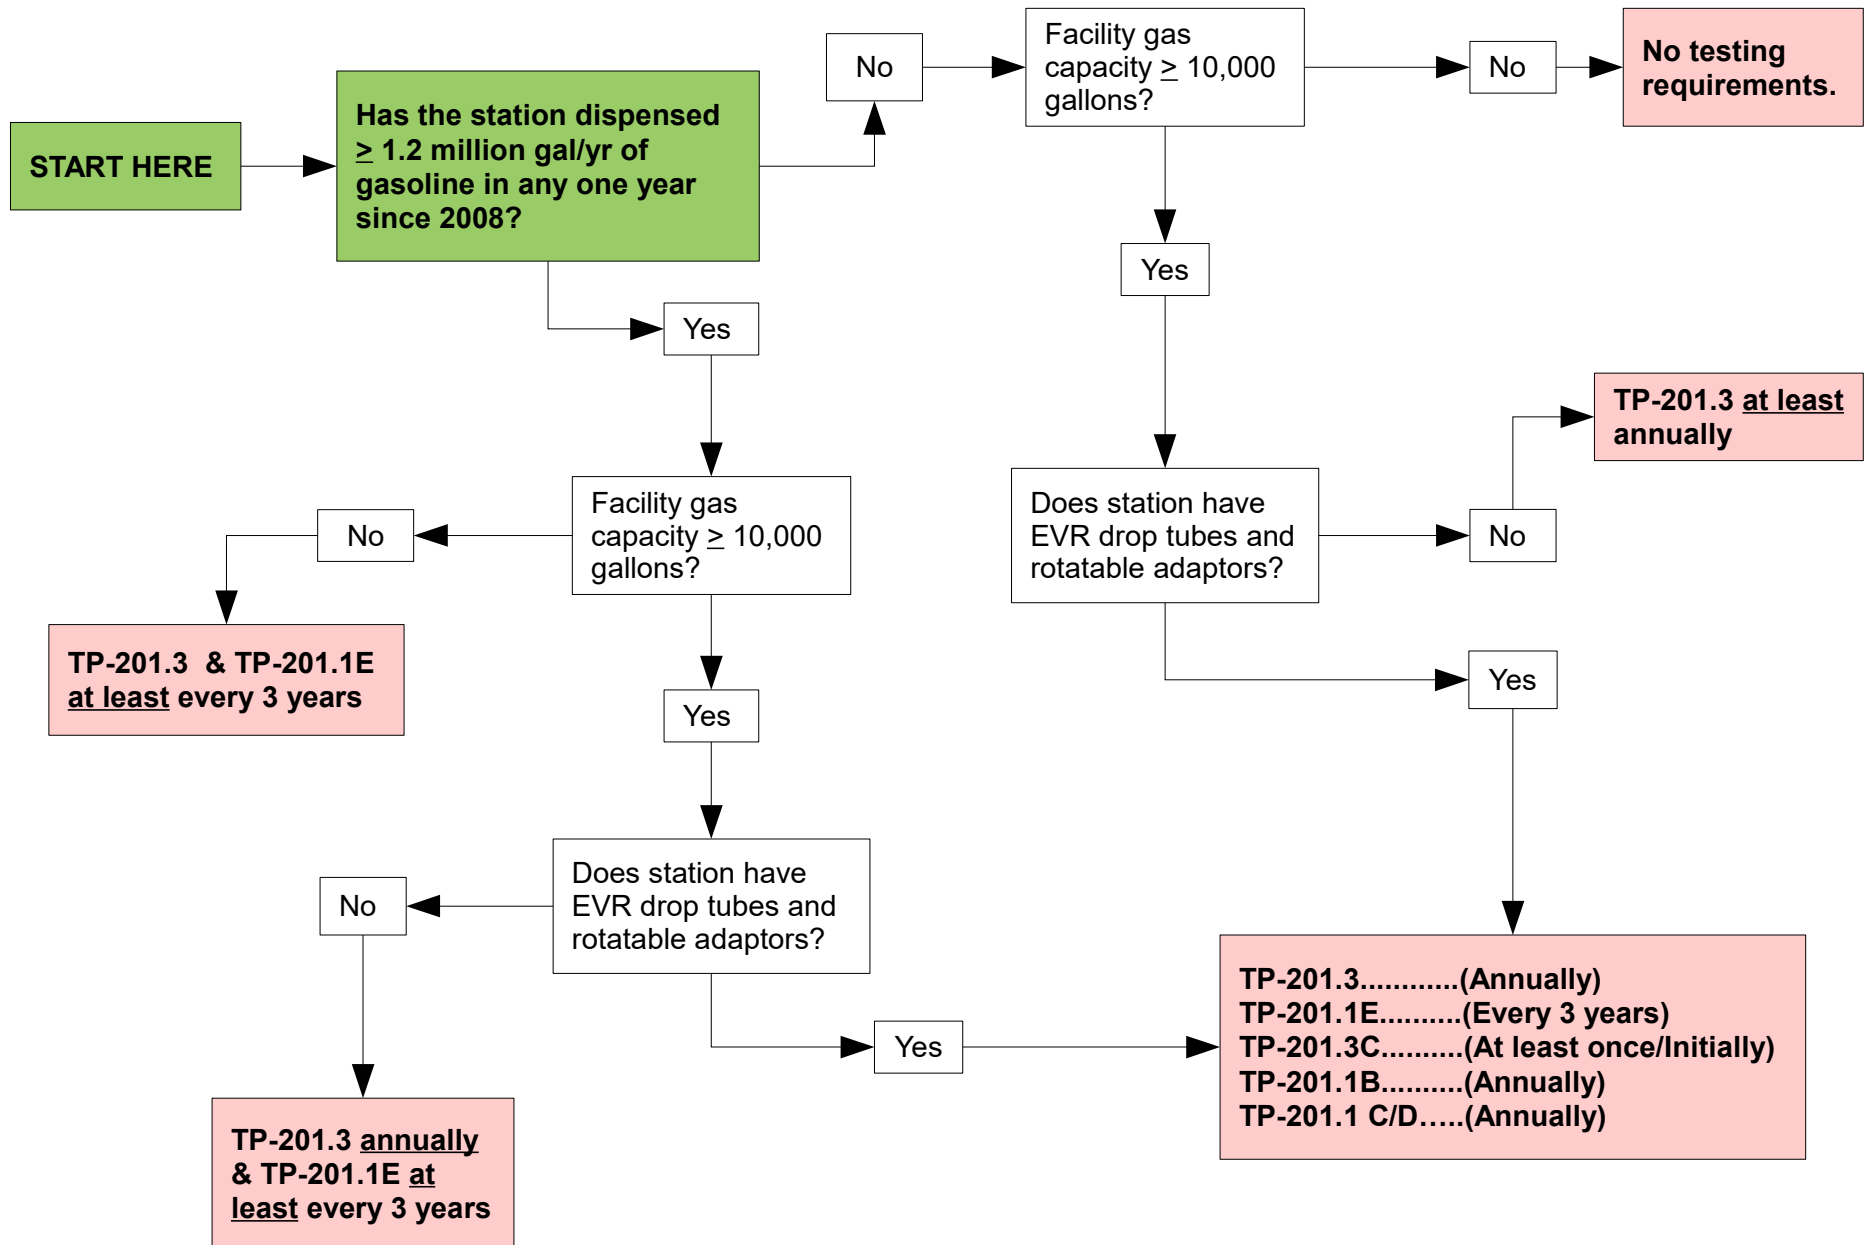 START HERE
Has the station dispensed
≥ 1.2 million gal/yr of
gasoline in any one year
since 2008?
No
Facility gas
capacity ≥ 10,000
gallons?
No
No testing
requirements.
Yes
Yes
Does station have
EVR drop tubes and
rotatable adaptors?
No
TP-201.3 at least
annually
Yes
Facility gas
capacity ≥ 10,000
gallons?
No
TP-201.3  & TP-201.1E
at least every 3 years
Yes
Does station have
EVR drop tubes and
rotatable adaptors?
No
TP-201.3 annually
& TP-201.1E at
least every 3 years
Yes
TP-201.3............(Annually)
TP-201.1E..........(Every 3 years)
TP-201.3C..........(At least once/Initially)
TP-201.1B..........(Annually)
TP-201.1 C/D…..(Annually)